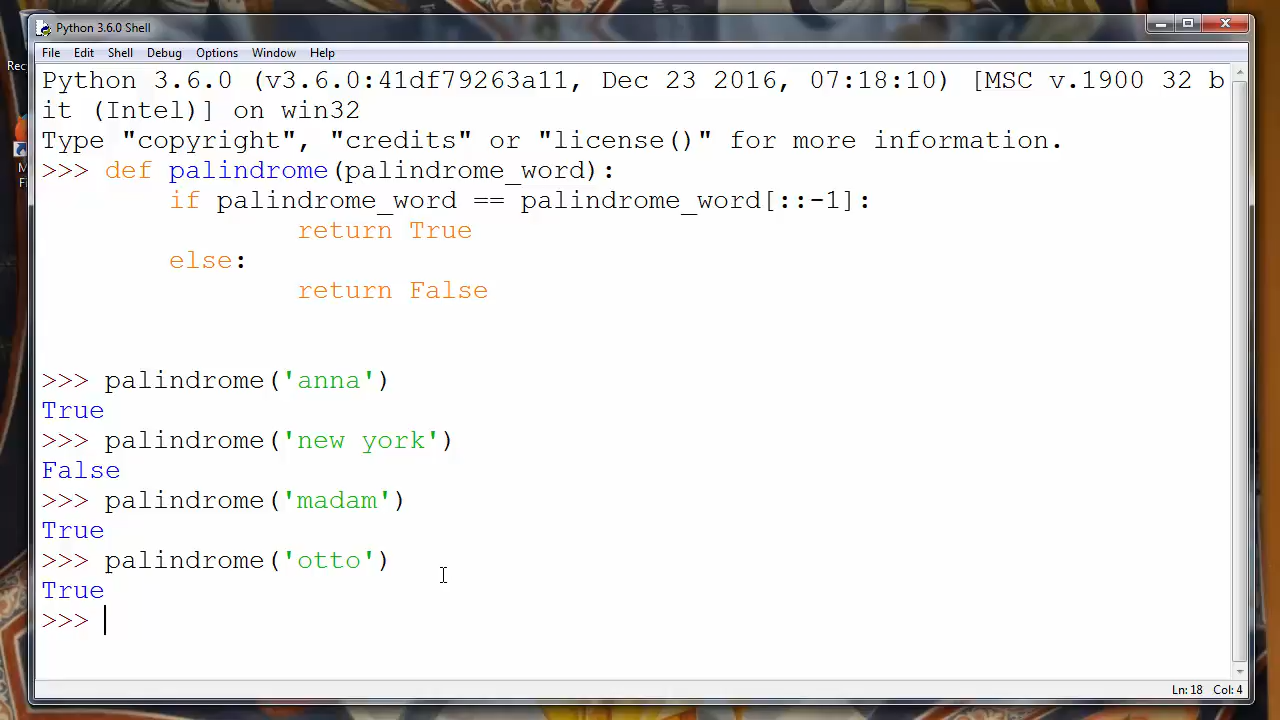 Python 3.6.0 Shell
File Edit Shell Debug Options Window Help
Python 3.6.0 (v3.6.0:41df79263a11, Dec 23 2016, 07:18:10) [MSC v.1900 32 b
it (Intel)] on win32
Type "copyright", "credits" or "license()" for more information.
>>> def palindrome(palindrome_word):
        if palindrome_word == palindrome_word[::-1]:
                return True
        else:
                return False
>>> palindrome('anna')
True
>>> palindrome('new york')
False
>>> palindrome('madam')
True
>>> palindrome('otto')
True
>>>
Ln: 18 Col: 4
Rec
M
Fi